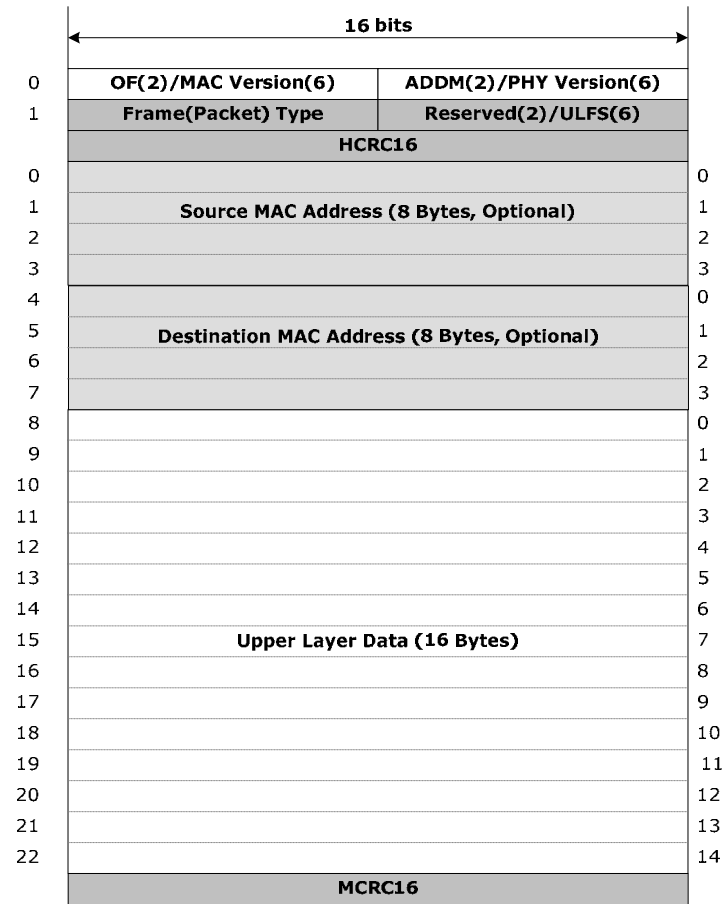 16 bits
0 OF(2)/MAC Version(6) ADDM(2)/PHY Version(6)
1 Frame(Packet) Type Reserved(2)/ULFS(6)
HCRC16
0 0
1 Source MAC Address (8 Bytes, Optional) 1
2 2
3 3
4 0
5 Destination MAC Address (8 Bytes, Optional) 1
6 2
7 3
8 0
9 1
10 2
11 3
12 4
13 5
14 6
15 Upper Layer Data (16 Bytes) 7
16 8
17 9
18 10
19 11
20 12
21 13
22 14
MCRC16